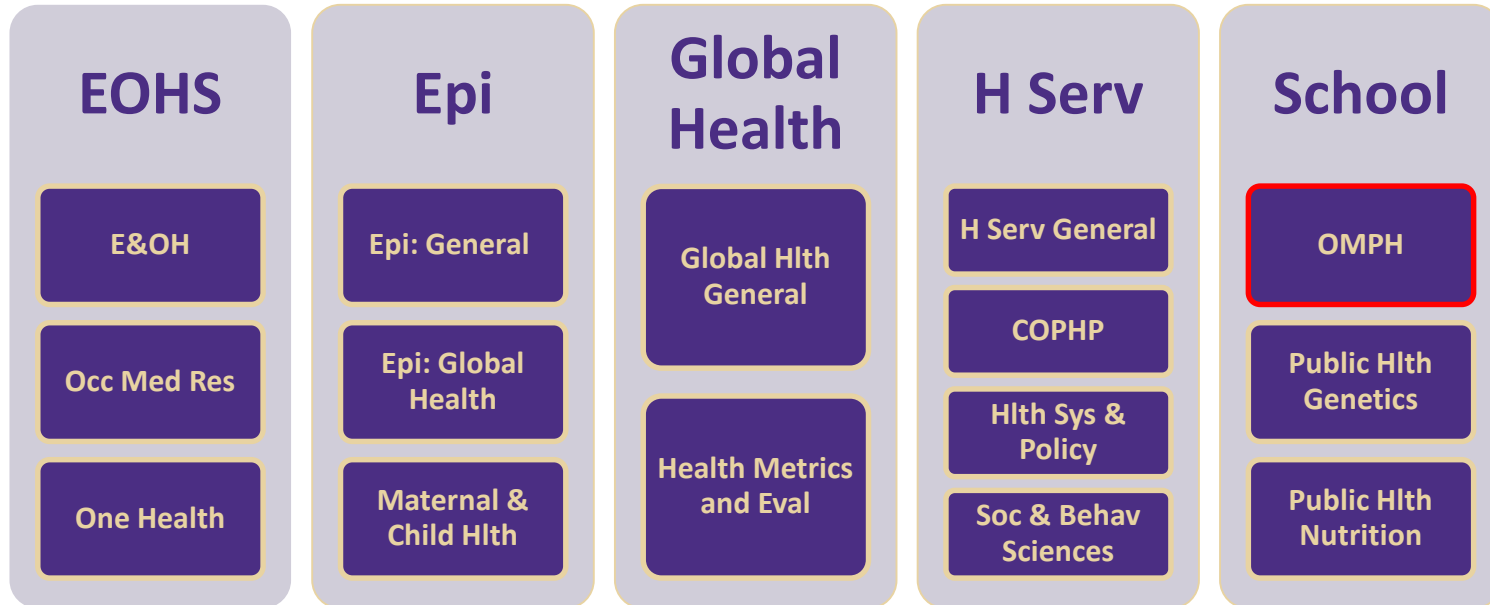 EOHS
E&OH
Occ Med Res
One Health
Epi
Epi: General
Epi: Global
Health
Maternal &
Child Hlth
Global
Health
Global Hlth
General
Health Metrics
and Eval
H Serv
H Serv General
COPHP
Hlth Sys &
Policy
Soc & Behav
Sciences
School
OMPH
Public Hlth
Genetics
Public Hlth
Nutrition